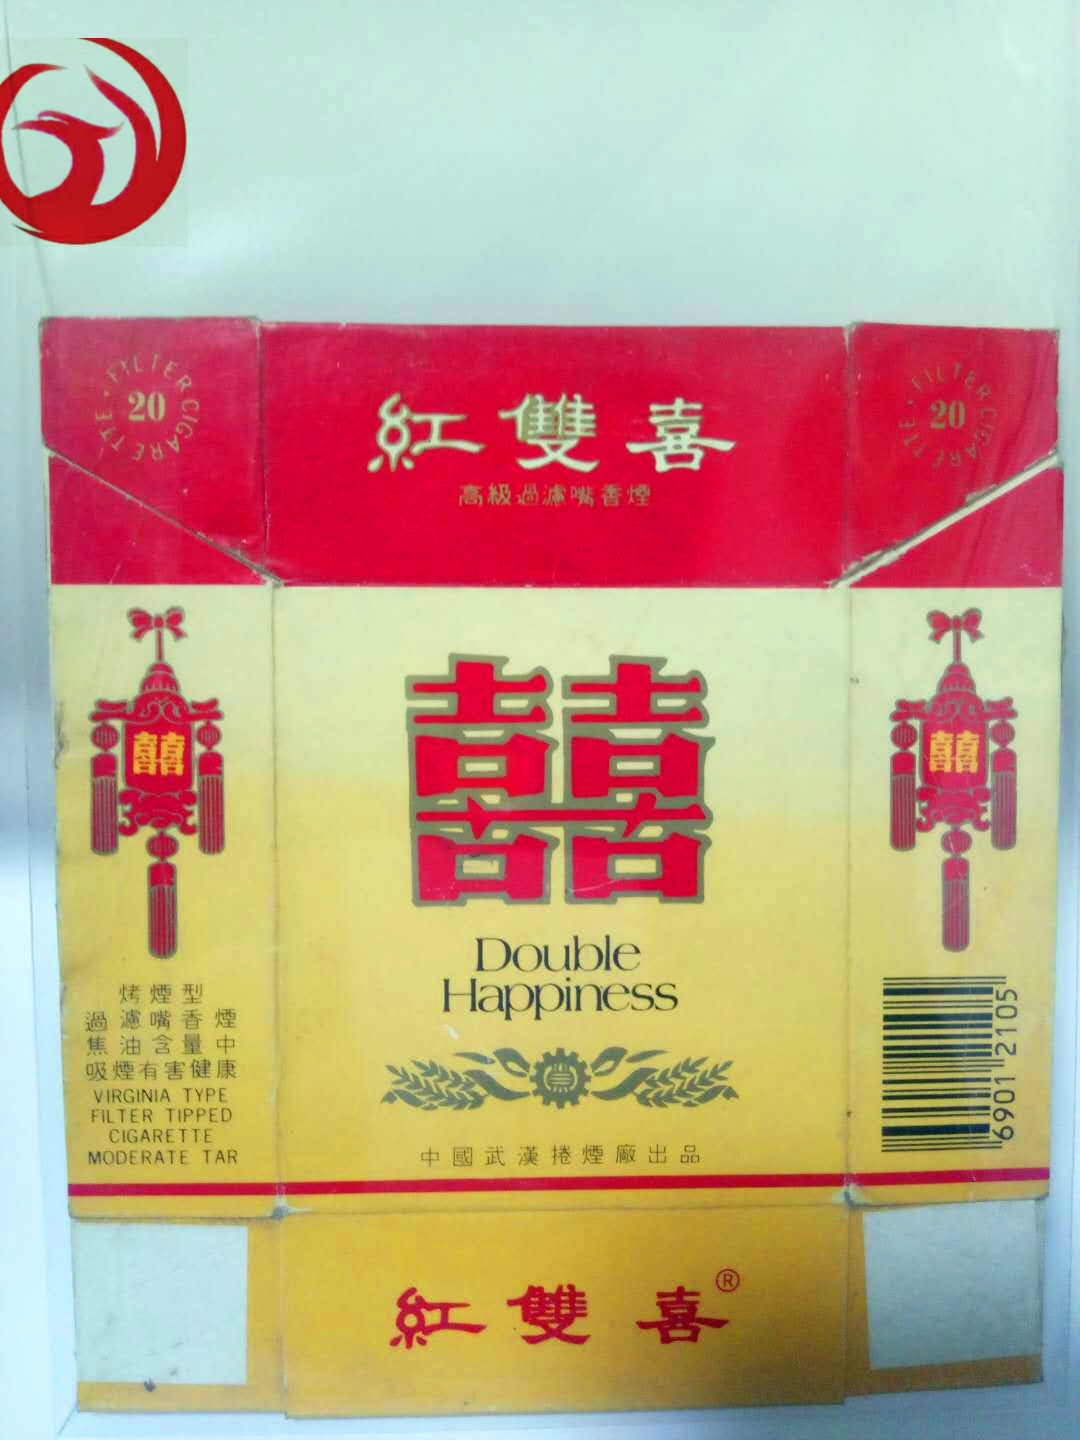 FILTER CIGARETTE ·
20
紅雙喜
高級過濾嘴香煙
FILTER CIGARETTE ·
20
囍
囍
囍
Double
Happiness
烤煙型
過濾嘴香煙
焦油含量中
吸煙有害健康
VIRGINIA TYPE
FILTER TIPPED
CIGARETTE
MODERATE TAR
中國武漢捲煙廠出品
6901 2105
紅雙喜®